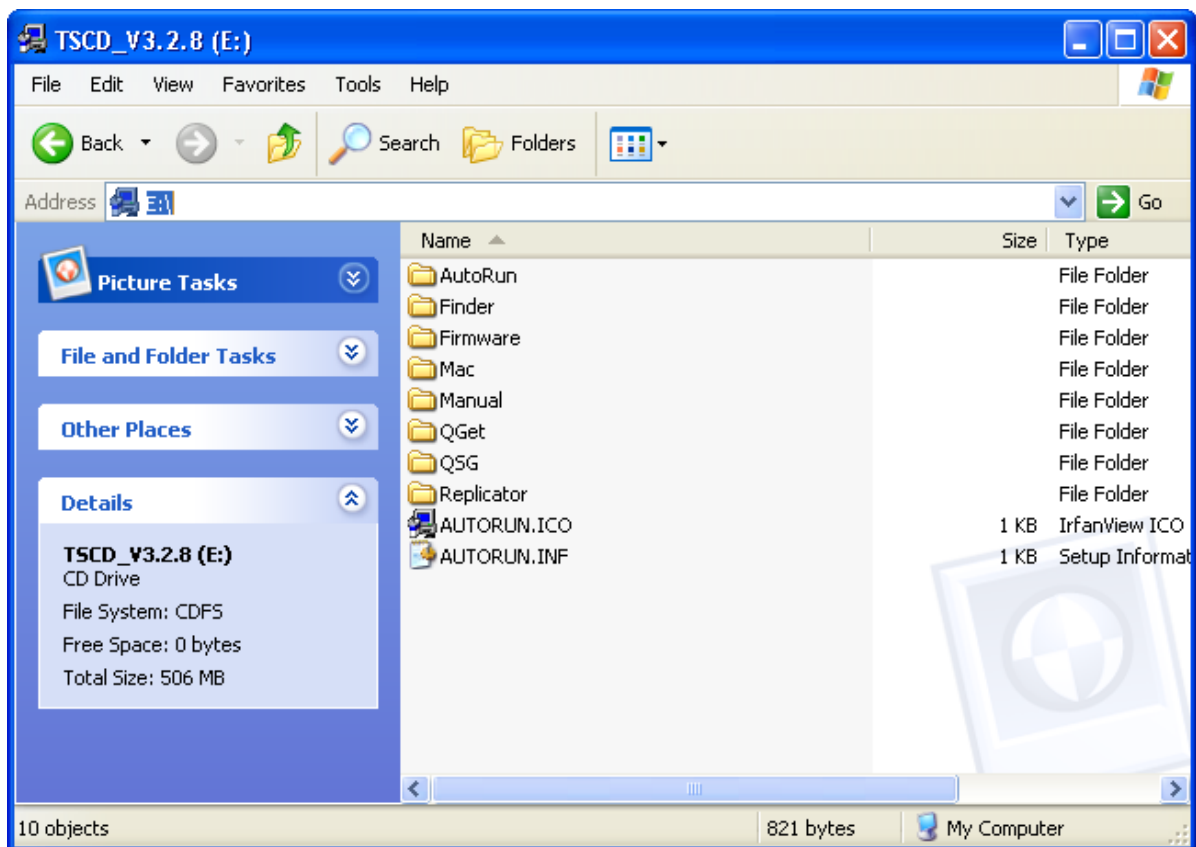 TSCD_V3.2.8 (E:)
File Edit View Favorites Tools Help
Back Search Folders
Address E:\ Go
Picture Tasks
File and Folder Tasks
Other Places
Details
TSCD_V3.2.8 (E:)
CD Drive
File System: CDFS
Free Space: 0 bytes
Total Size: 506 MB
Name Size Type
AutoRun File Folder
Finder File Folder
Firmware File Folder
Mac File Folder
Manual File Folder
QGet File Folder
QSG File Folder
Replicator File Folder
AUTORUN.ICO 1 KB IrfanView ICO
AUTORUN.INF 1 KB Setup Informat
10 objects 821 bytes My Computer